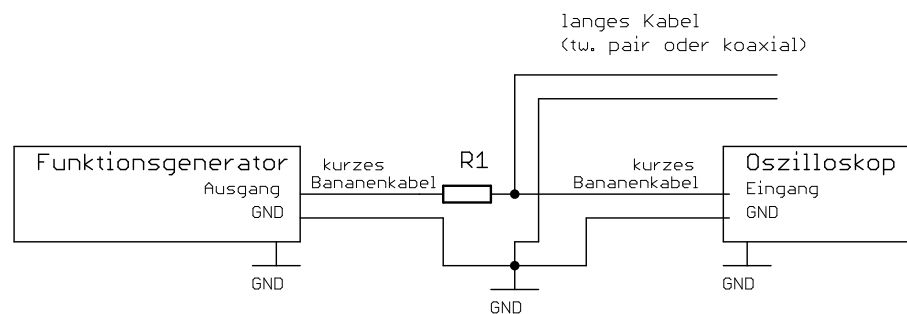 langes Kabel
(tw. pair oder koaxial)
Funktionsgenerator
Ausgang
GND
kurzes
Bananenkabel
R1
kurzes
Bananenkabel
Oszilloskop
Eingang
GND
GND
GND
GND